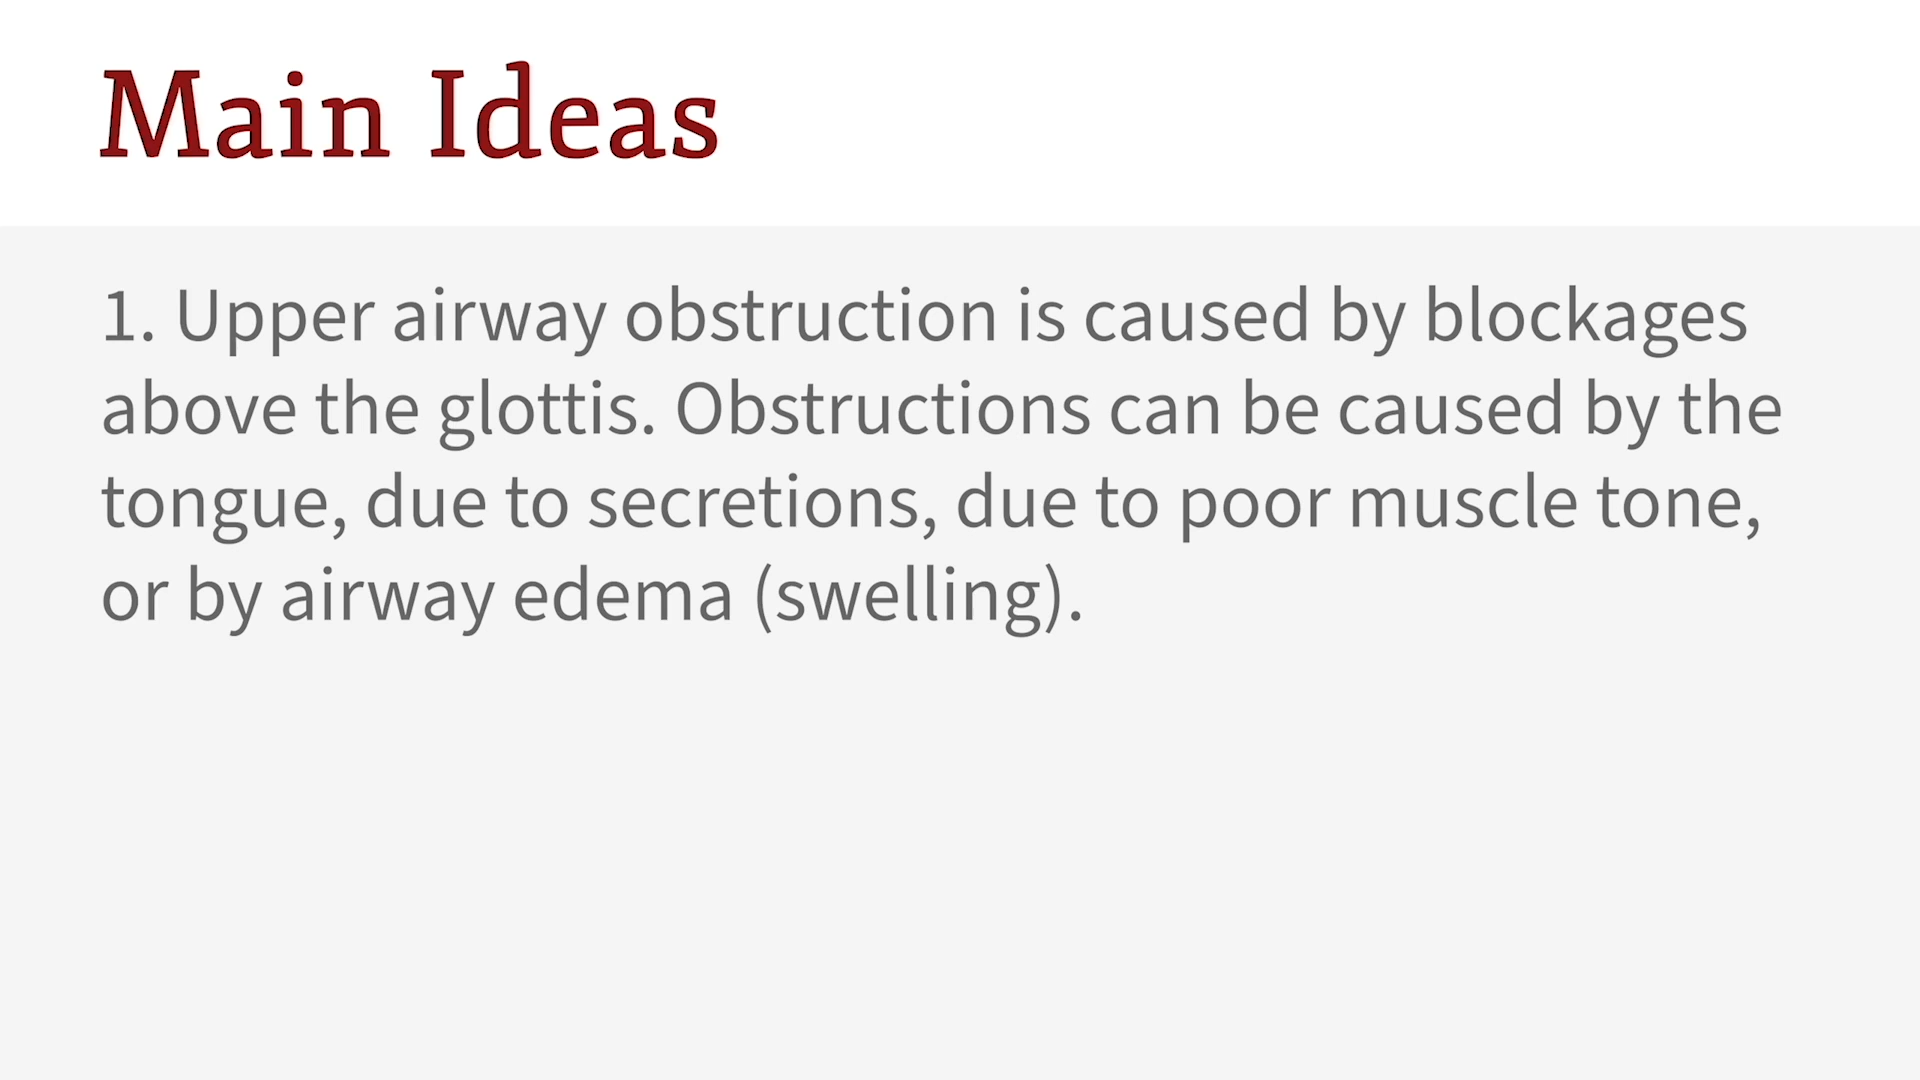 Main Ideas
1. Upper airway obstruction is caused by blockages
above the glottis. Obstructions can be caused by the
tongue, due to secretions, due to poor muscle tone,
or by airway edema (swelling).